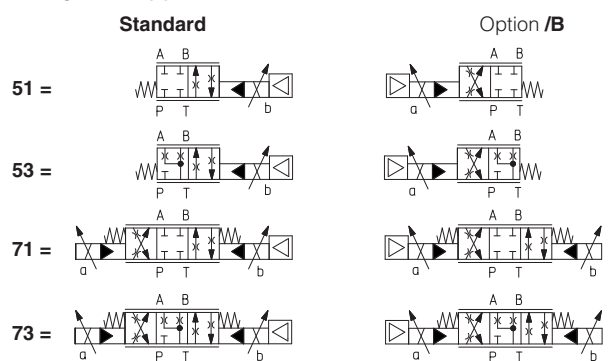 Standard Option /B
A B A B
51 =
b a
P T P T
A B A B
53 =
b a
P T P T
A B A B
71 =
a P T b a P T b
A B A B
73 =
a P T b a P T b